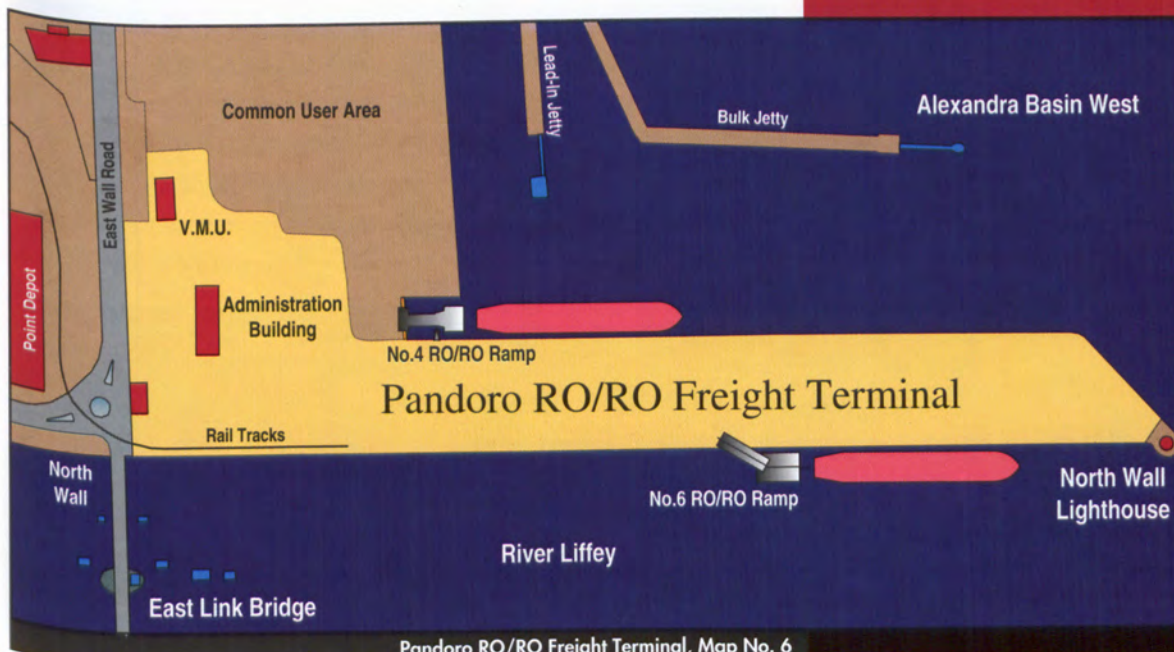 Common User Area
Lead-In Jetty
Bulk Jetty
Alexandra Basin West
East Wall Road
V.M.U.
Point Depot
Administration
Building
No.4 RO/RO Ramp
Pandoro RO/RO Freight Terminal
Rail Tracks
North
Wall
No.6 RO/RO Ramp
North Wall
Lighthouse
River Liffey
East Link Bridge
Pandoro RO/RO Freight Terminal, Map No. 6